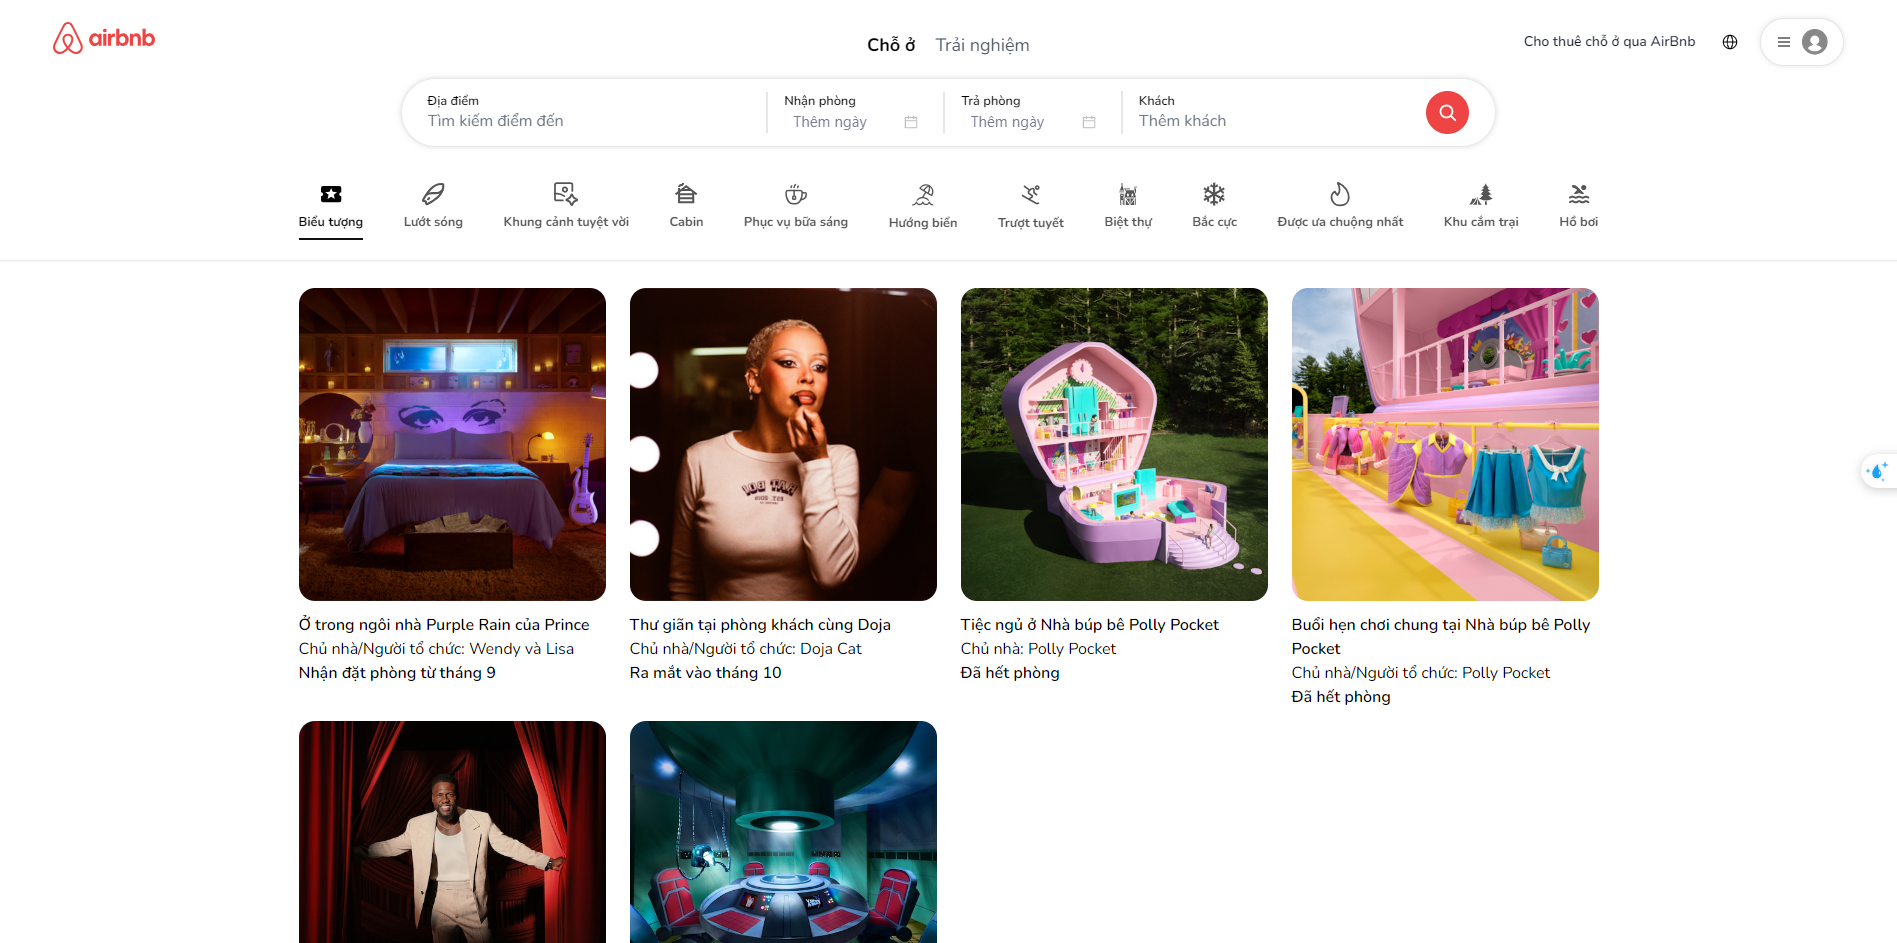 airbnb
Chỗ ở Trải nghiệm
Cho thuê chỗ ở qua AirBnb
Địa điểm
Tìm kiếm điểm đến
Nhận phòng
Thêm ngày
Trả phòng
Thêm ngày
Khách
Thêm khách
Biểu tượng
Lướt sóng
Khung cảnh tuyệt vời
Cabin
Phục vụ bữa sáng
Hướng biển
Trượt tuyết
Biệt thự
Bắc cực
Được ưa chuộng nhất
Khu cắm trại
Hồ bơi
Ở trong ngôi nhà Purple Rain của Prince
Chủ nhà/Người tổ chức: Wendy và Lisa
Nhận đặt phòng từ tháng 9
Thư giãn tại phòng khách cùng Doja
Chủ nhà/Người tổ chức: Doja Cat
Ra mắt vào tháng 10
Tiệc ngủ ở Nhà búp bê Polly Pocket
Chủ nhà: Polly Pocket
Đã hết phòng
Buổi hẹn chơi chung tại Nhà búp bê Polly
Pocket
Chủ nhà/Người tổ chức: Polly Pocket
Đã hết phòng